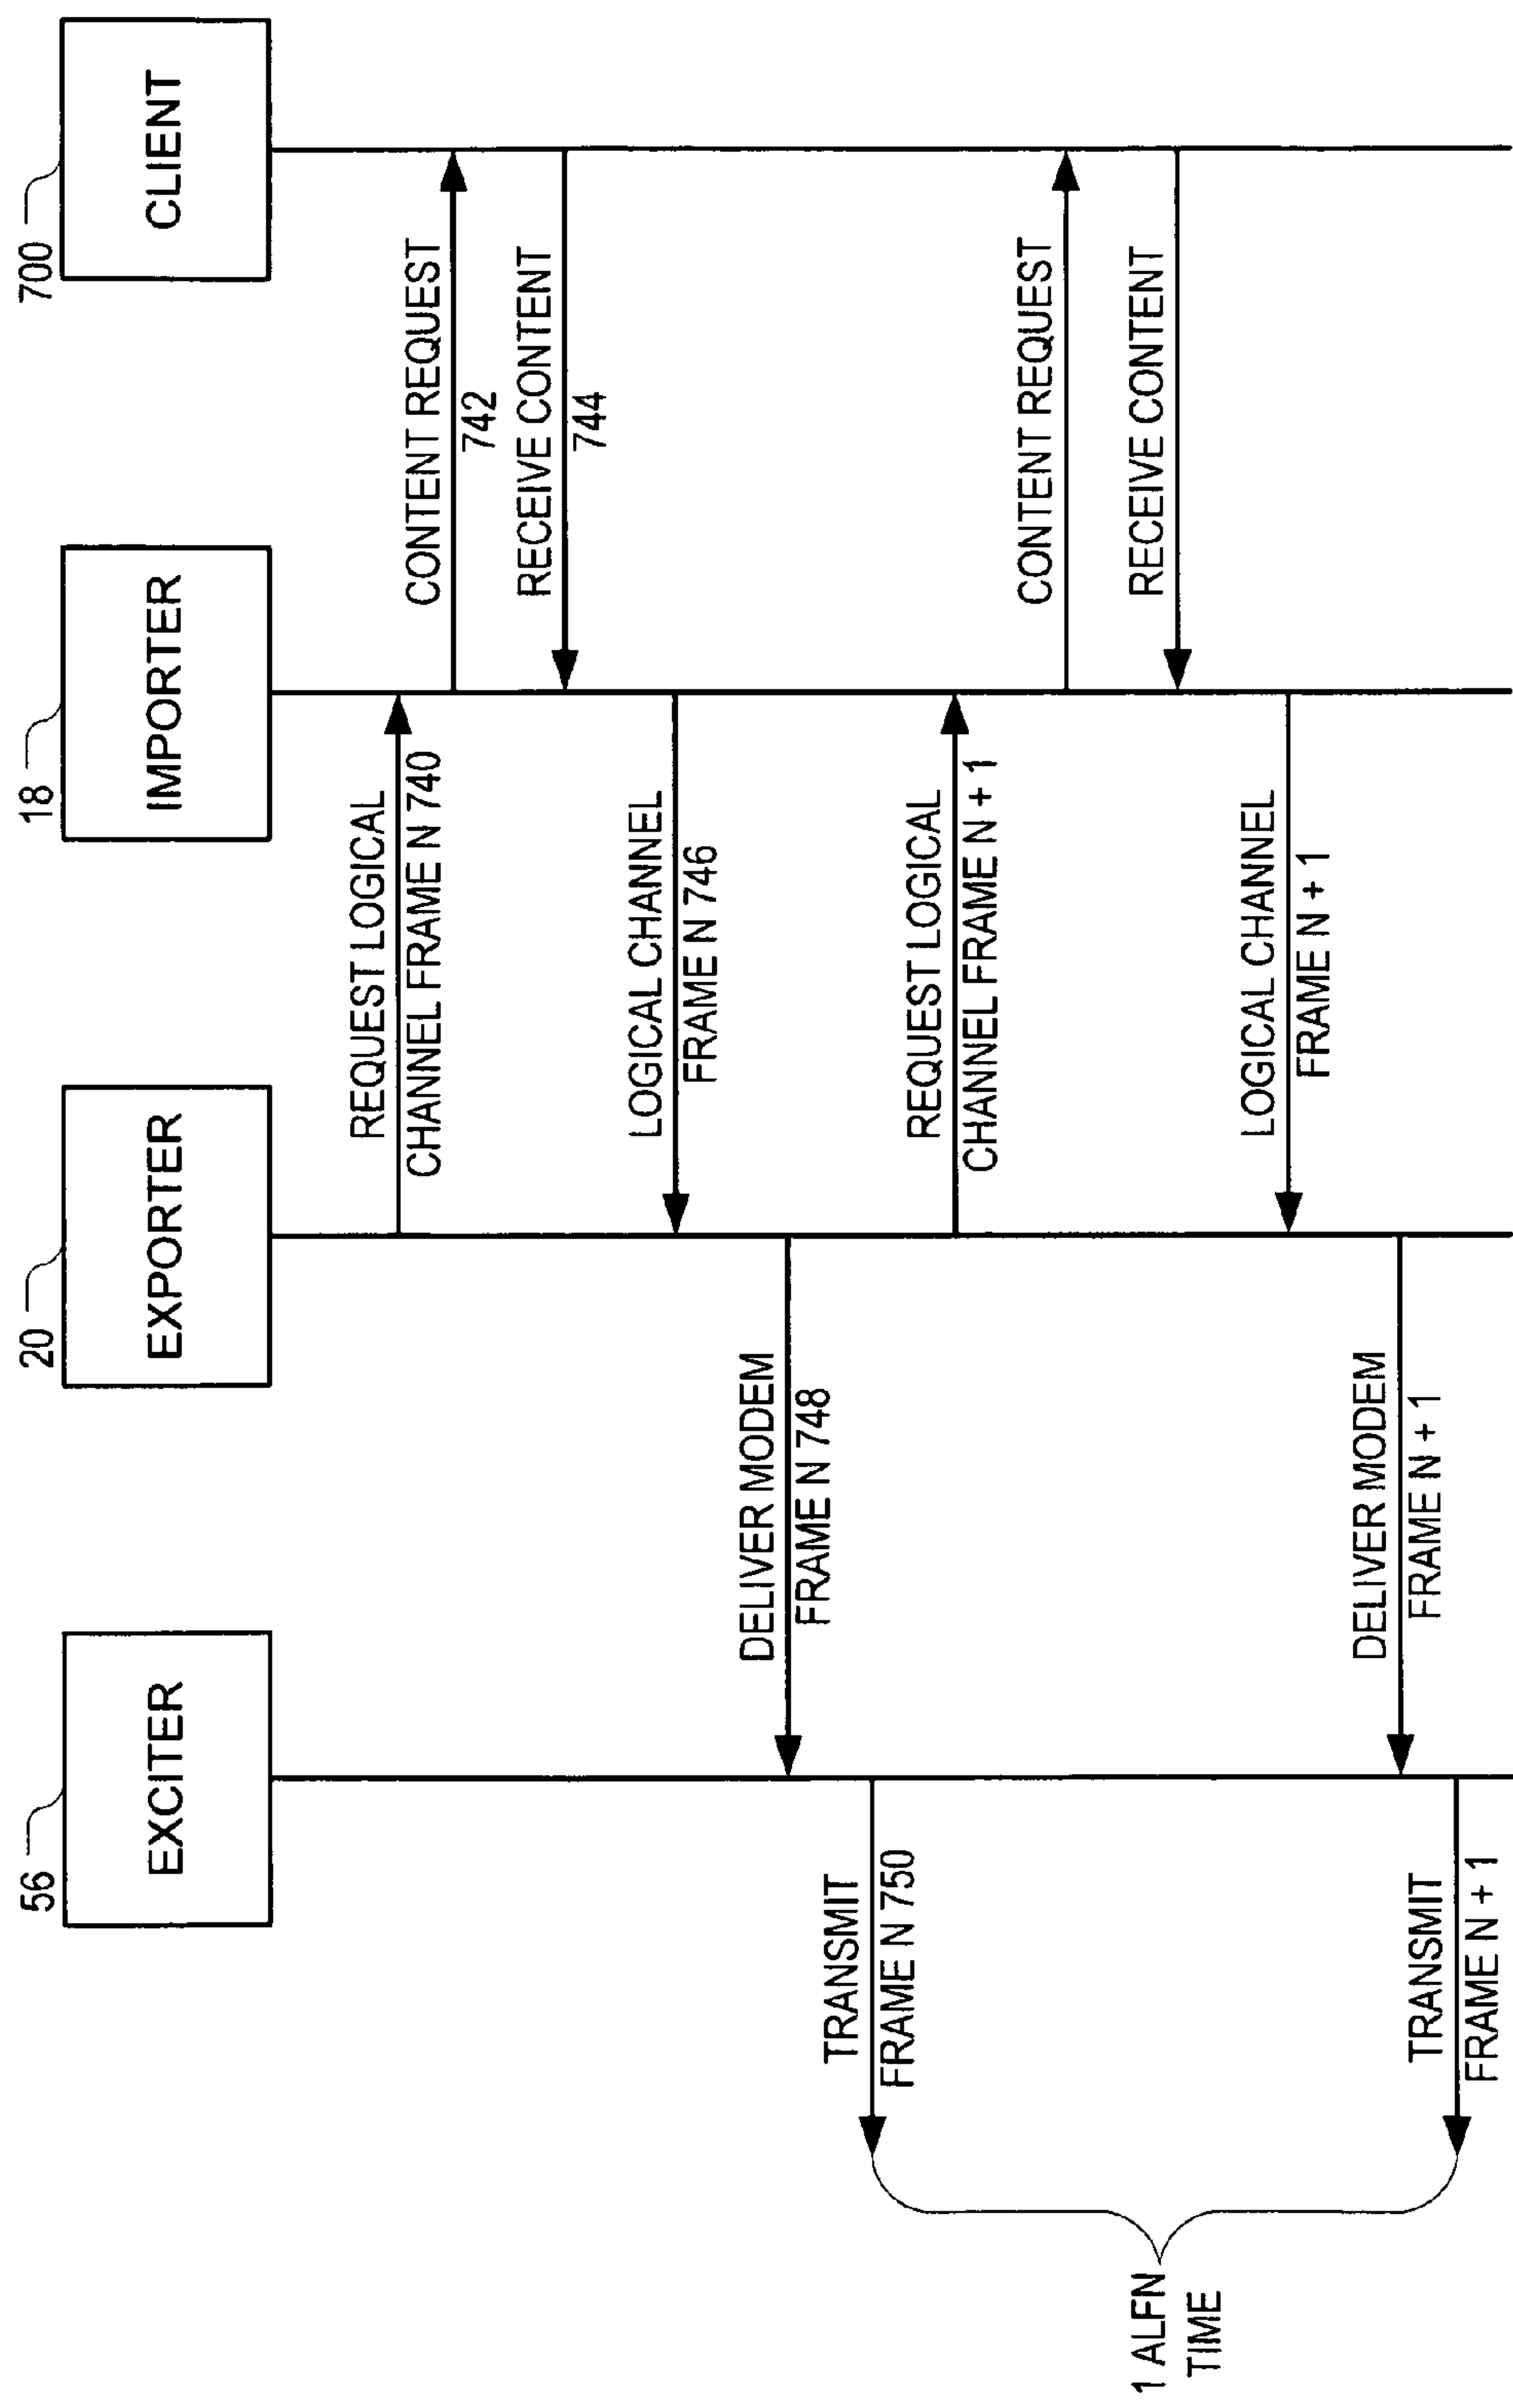 56
EXCITER
20
EXPORTER
18
IMPORTER
700
CLIENT
REQUEST LOGICAL
CHANNEL FRAME N 740
CONTENT REQUEST
742
RECEIVE CONTENT
744
LOGICAL CHANNEL
FRAME N 746
DELIVER MODEM
FRAME N 748
TRANSMIT
FRAME N 750
REQUEST LOGICAL
CHANNEL FRAME N + 1
CONTENT REQUEST
RECEIVE CONTENT
LOGICAL CHANNEL
FRAME N + 1
DELIVER MODEM
FRAME N + 1
TRANSMIT
FRAME N + 1
1 ALFN
TIME